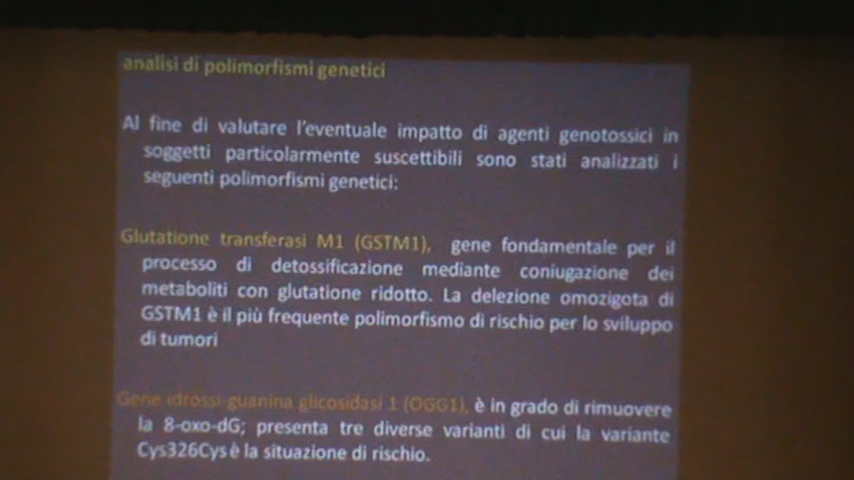 analisi di polimorfismi genetici
Al fine di valutare l'eventuale impatto di agenti genotossici in
soggetti particolarmente suscettibili sono stati analizzati i
seguenti polimorfismi genetici:
Glutatione transferasi M1 (GSTM1), gene fondamentale per il
processo di detossificazione mediante coniugazione dei
metaboliti con glutatione ridotto. La delezione omozigota di
GSTM1 è il più frequente polimorfismo di rischio per lo sviluppo
di tumori
Gene idrossi-guanina glicosidasi 1 (OGG1), è in grado di rimuovere
la 8-oxo-dG; presenta tre diverse varianti di cui la variante
Cys326Cys è la situazione di rischio.